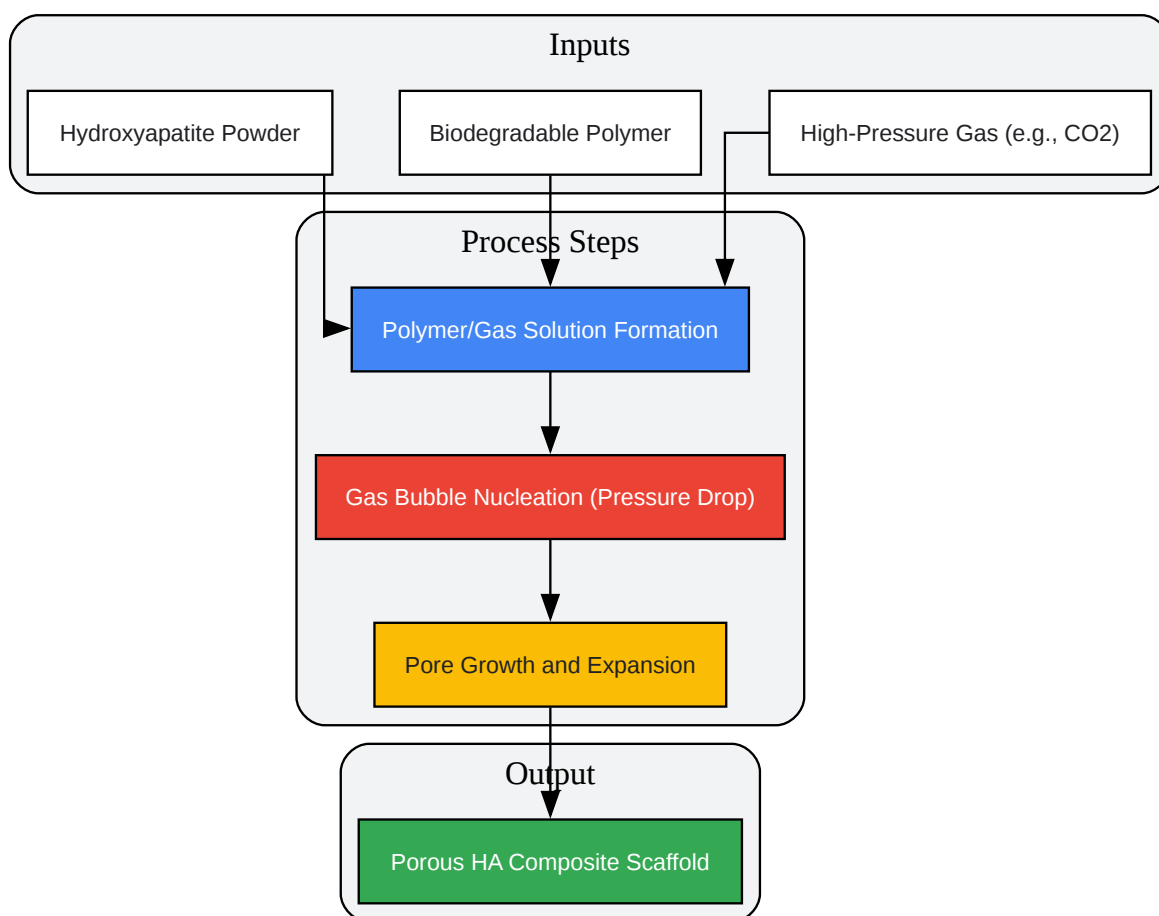 Inputs
Hydroxyapatite Powder
Biodegradable Polymer
High-Pressure Gas (e.g., CO2)
Process Steps
Polymer/Gas Solution Formation
Gas Bubble Nucleation (Pressure Drop)
Pore Growth and Expansion
Output
Porous HA Composite Scaffold